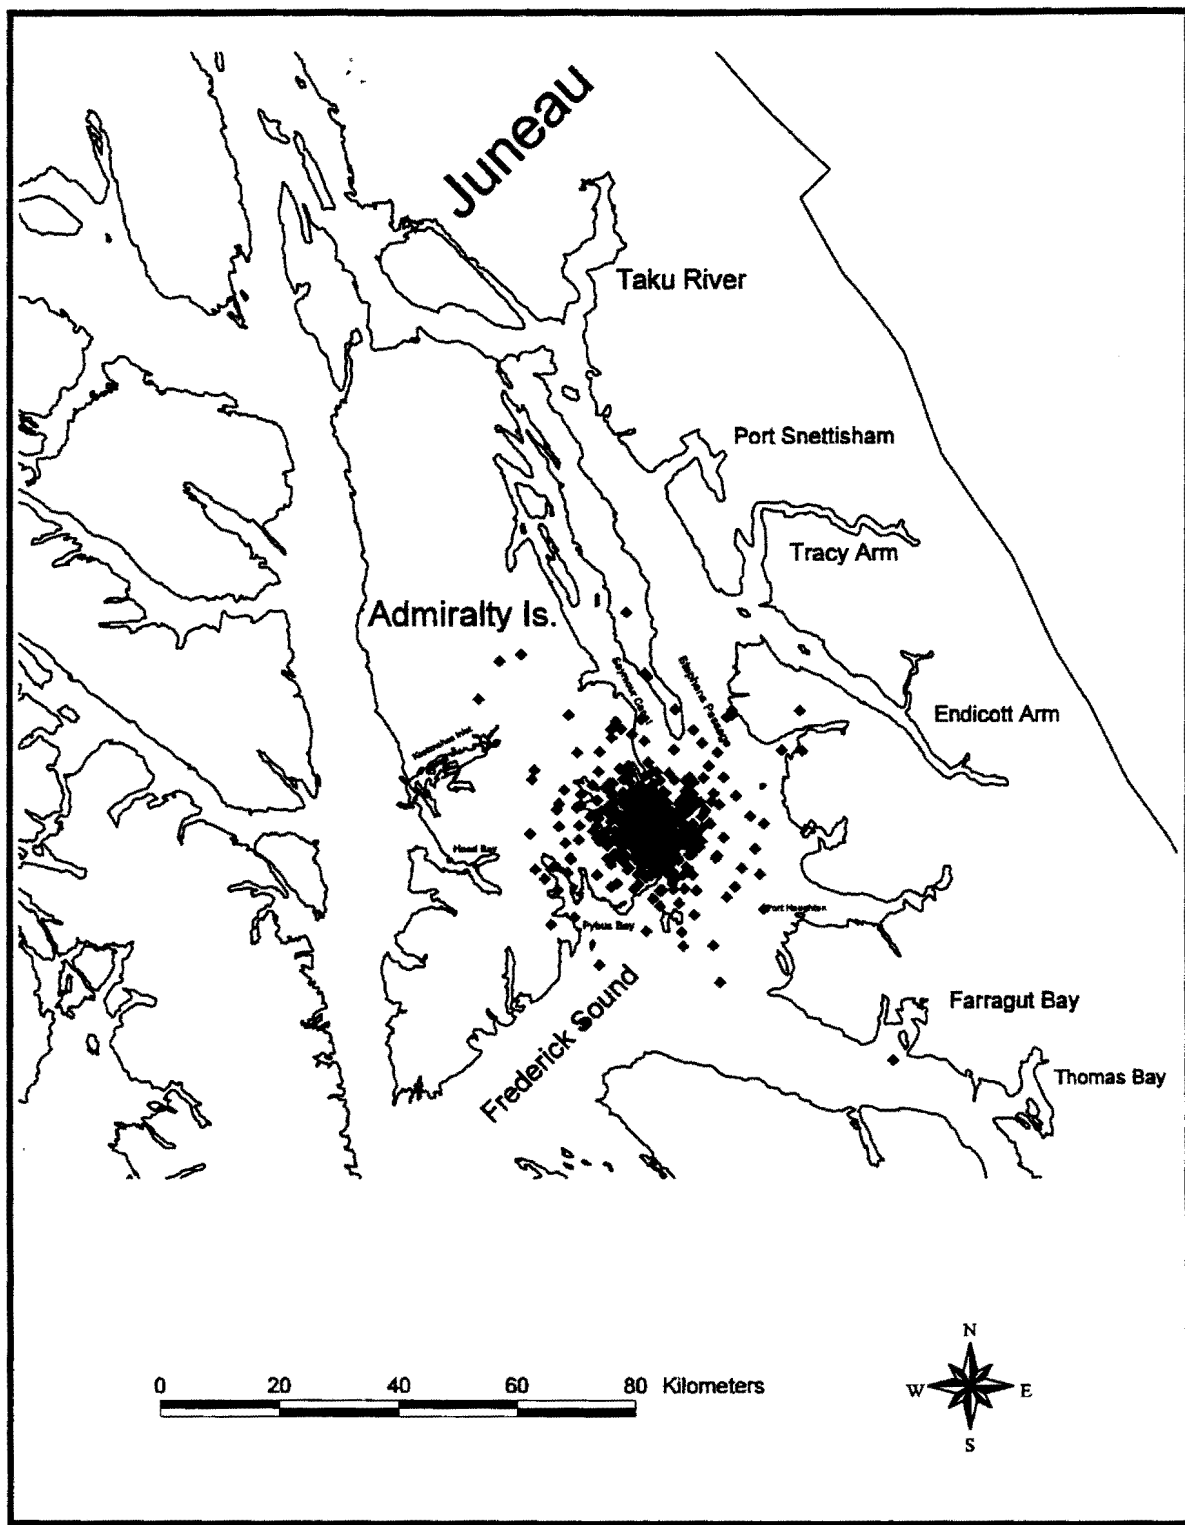 Juneau
Taku River
Port Snettisham
Tracy Arm
Admiralty Is.
Seymour Canal
Stephens Passage
Endicott Arm
Inlet
Hood Bay
Port Houghton
Pybus Bay
Frederick Sound
Farragut Bay
Thomas Bay
N
0 20 40 60 80 Kilometers
W E
S